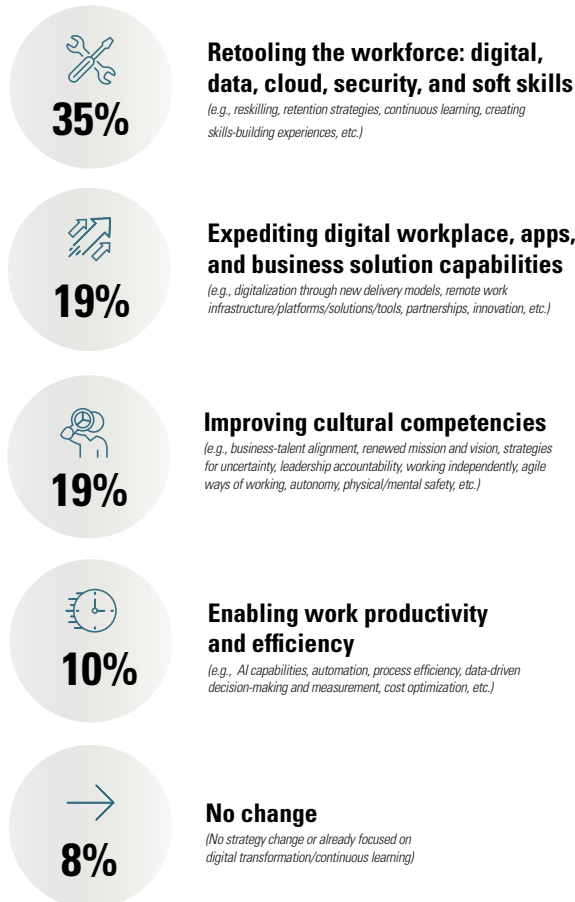 35%
Retooling the workforce: digital,
data, cloud, security, and soft skills
(e.g., reskilling, retention strategies, continuous learning, creating
skills-building experiences, etc.)
19%
Expediting digital workplace, apps,
and business solution capabilities
(e.g., digitalization through new delivery models, remote work
infrastructure/platforms/solutions/tools, partnerships, innovation, etc.)
19%
Improving cultural competencies
(e.g., business-talent alignment, renewed mission and vision, strategies
for uncertainty, leadership accountability, working independently, agile
ways of working, autonomy, physical/mental safety, etc.)
10%
Enabling work productivity
and efficiency
(e.g., AI capabilities, automation, process efficiency, data-driven
decision-making and measurement, cost optimization, etc.)
8%
No change
(No strategy change or already focused on
digital transformation/continuous learning)